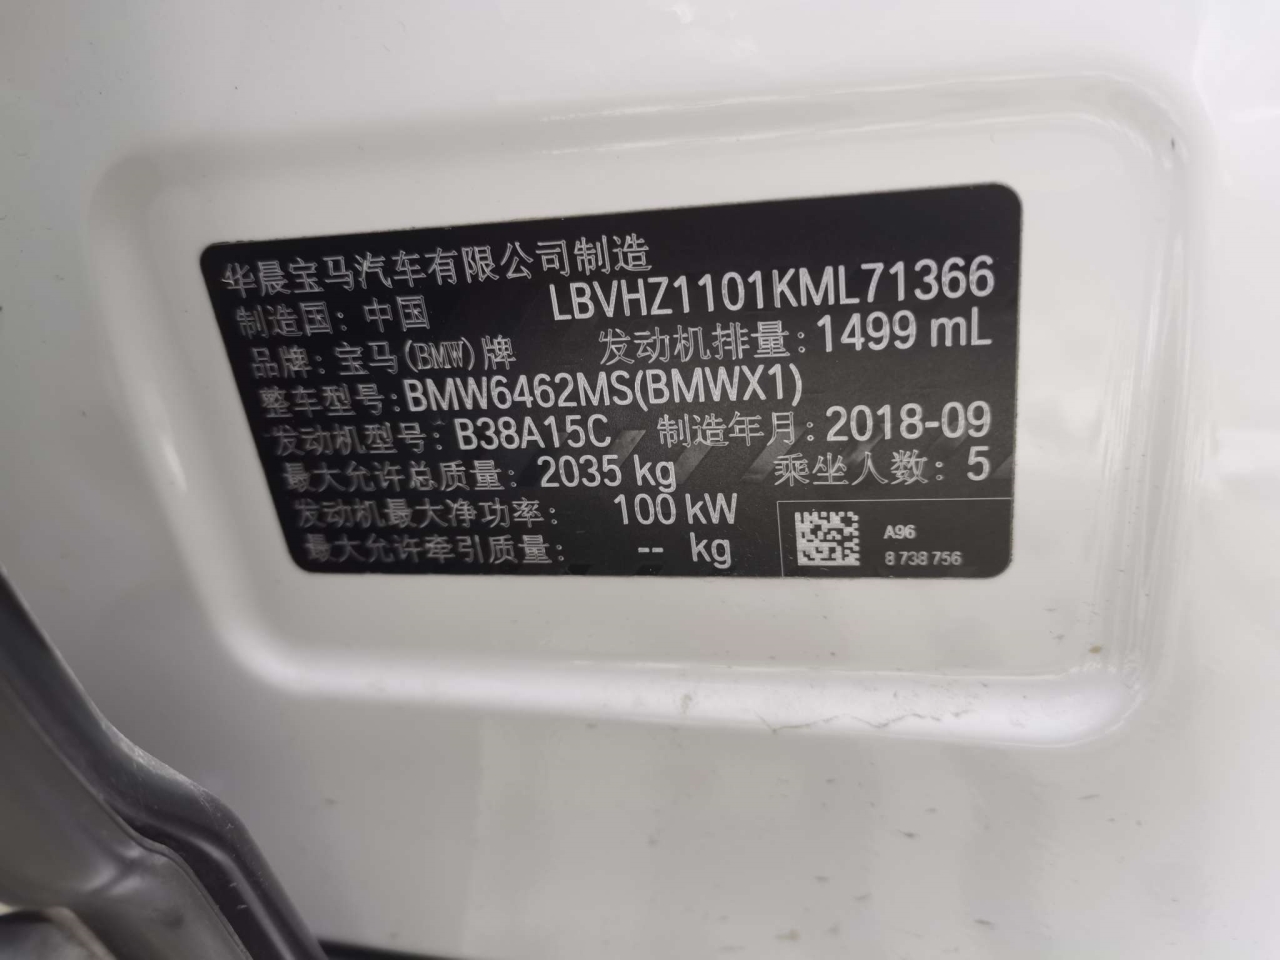 华晨宝马汽车有限公司制造
制造国：中国 LBVHZ1101KML71366
品牌：宝马(BMW)牌 发动机排量：1499 mL
整车型号：BMW6462MS(BMWX1)
发动机型号：B38A15C 制造年月：2018-09
最大允许总质量：2035 kg 乘坐人数：5
发动机最大净功率：100 kW
最大允许牵引质量：-- kg
A96
8 738 756